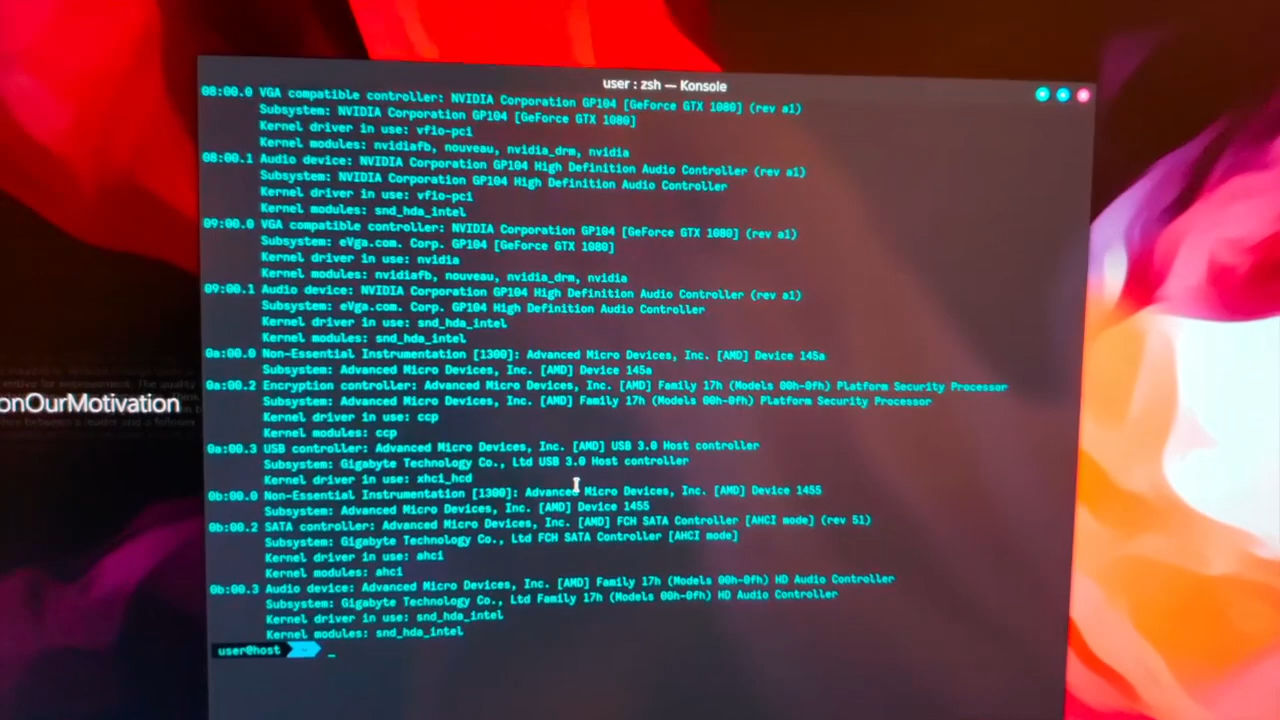 user : zsh — Konsole
08:00.0 VGA compatible controller: NVIDIA Corporation GP104 [GeForce GTX 1080] (rev a1)
Subsystem: NVIDIA Corporation GP104 [GeForce GTX 1080]
Kernel driver in use: vfio-pci
Kernel modules: nvidiafb, nouveau, nvidia_drm, nvidia
08:00.1 Audio device: NVIDIA Corporation GP104 High Definition Audio Controller (rev a1)
Subsystem: NVIDIA Corporation GP104 High Definition Audio Controller
Kernel driver in use: vfio-pci
Kernel modules: snd_hda_intel
09:00.0 VGA compatible controller: NVIDIA Corporation GP104 [GeForce GTX 1080] (rev a1)
Subsystem: eVga.com. Corp. GP104 [GeForce GTX 1080]
Kernel driver in use: nvidia
Kernel modules: nvidiafb, nouveau, nvidia_drm, nvidia
09:00.1 Audio device: NVIDIA Corporation GP104 High Definition Audio Controller (rev a1)
Subsystem: eVga.com. Corp. GP104 High Definition Audio Controller
Kernel driver in use: snd_hda_intel
Kernel modules: snd_hda_intel
0a:00.0 Non-Essential Instrumentation [1300]: Advanced Micro Devices, Inc. [AMD] Device 145a
Subsystem: Advanced Micro Devices, Inc. [AMD] Device 145a
0a:00.2 Encryption controller: Advanced Micro Devices, Inc. [AMD] Family 17h (Models 00h-0fh) Platform Security Processor
Subsystem: Advanced Micro Devices, Inc. [AMD] Family 17h (Models 00h-0fh) Platform Security Processor
Kernel driver in use: ccp
Kernel modules: ccp
0a:00.3 USB controller: Advanced Micro Devices, Inc. [AMD] USB 3.0 Host controller
Subsystem: Gigabyte Technology Co., Ltd USB 3.0 Host controller
Kernel driver in use: xhci_hcd
0b:00.0 Non-Essential Instrumentation [1300]: Advanced Micro Devices, Inc. [AMD] Device 1455
Subsystem: Advanced Micro Devices, Inc. [AMD] Device 1455
0b:00.2 SATA controller: Advanced Micro Devices, Inc. [AMD] FCH SATA Controller [AHCI mode] (rev 51)
Subsystem: Gigabyte Technology Co., Ltd FCH SATA Controller [AHCI mode]
Kernel driver in use: ahci
Kernel modules: ahci
0b:00.3 Audio device: Advanced Micro Devices, Inc. [AMD] Family 17h (Models 00h-0fh) HD Audio Controller
Subsystem: Gigabyte Technology Co., Ltd Family 17h (Models 00h-0fh) HD Audio Controller
Kernel driver in use: snd_hda_intel
Kernel modules: snd_hda_intel
user@host ~ _
onOurMotivation